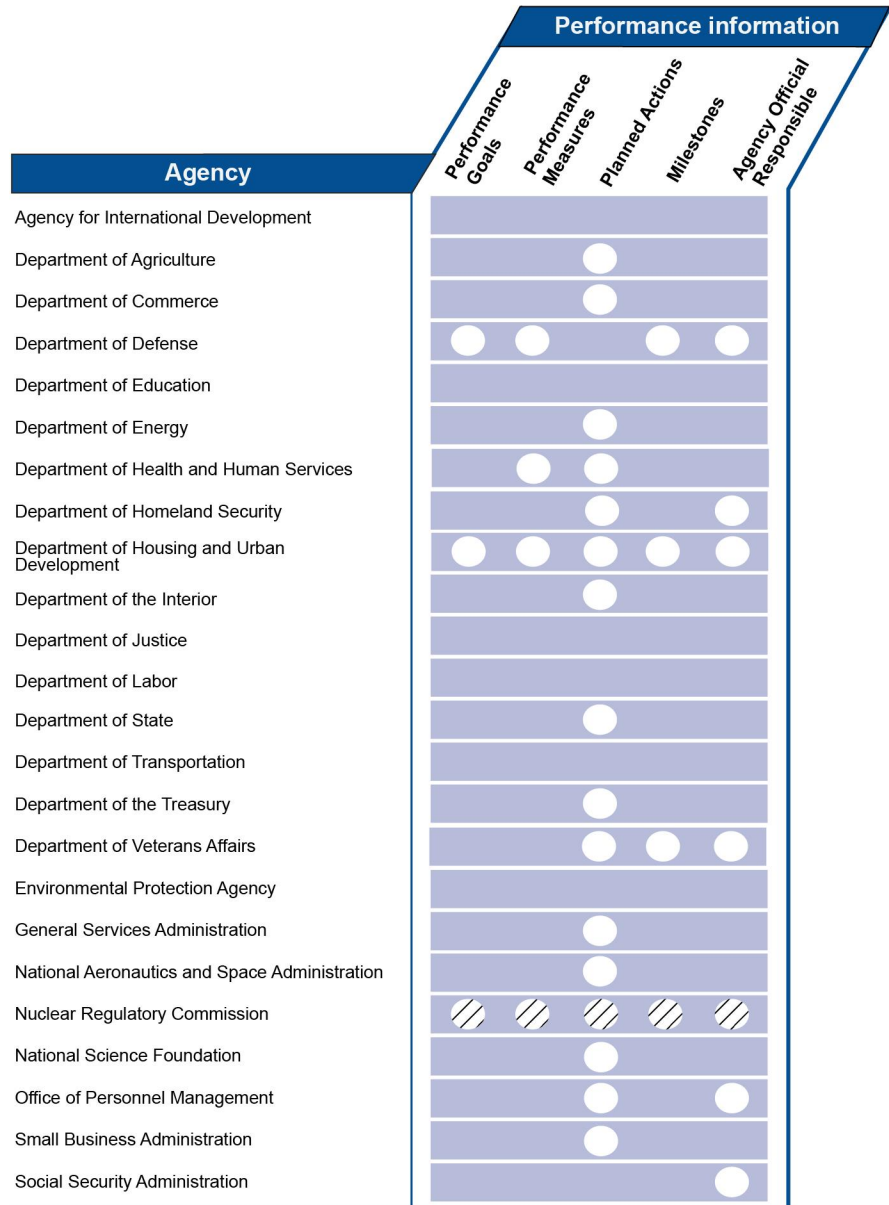 Performance information
Performance
Goals
Performance
Measures
Planned Actions
Milestones
Agency Official
Responsible
Agency
Agency for International Development
Department of Agriculture
Department of Commerce
Department of Defense
Department of Education
Department of Energy
Department of Health and Human Services
Department of Homeland Security
Department of Housing and Urban
Development
Department of the Interior
Department of Justice
Department of Labor
Department of State
Department of Transportation
Department of the Treasury
Department of Veterans Affairs
Environmental Protection Agency
General Services Administration
National Aeronautics and Space Administration
Nuclear Regulatory Commission
National Science Foundation
Office of Personnel Management
Small Business Administration
Social Security Administration